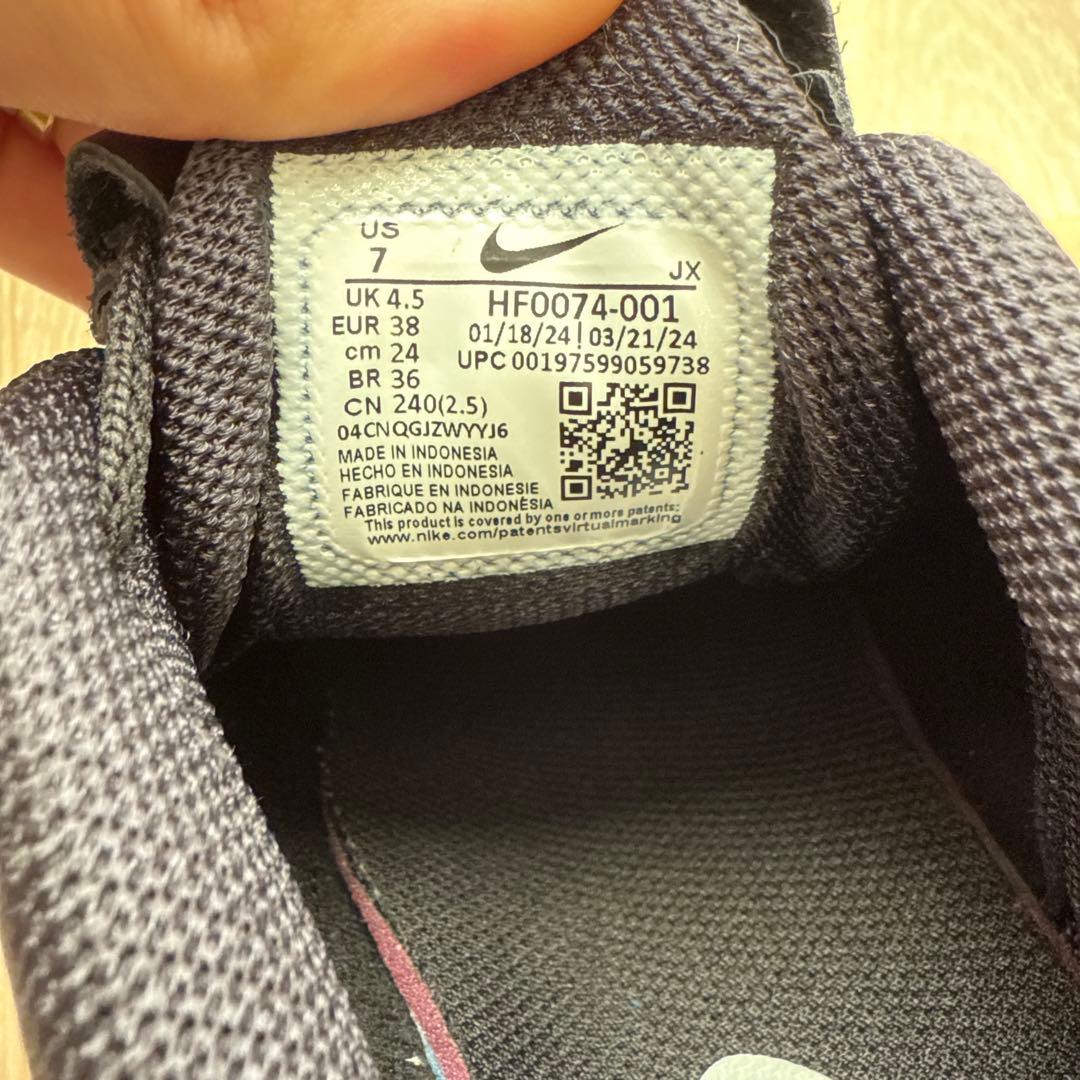 US
7
JX
UK 4.5
EUR 38
cm 24
BR 36
CN 240(2.5)
HF0074-001
01/18/24|03/21/24
UPC 00197599059738
04CNQGJZWYYJ6
MADE IN INDONESIA
HECHO EN INDONESIA
FABRIQUE EN INDONESIE
FABRICADO NA INDONÈSIA
This product is covered by one or more patents;
www.nike.com/patentsvirtualmarking